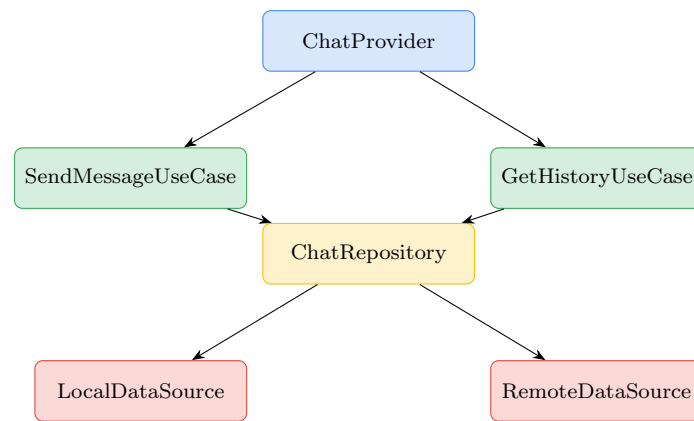 ChatProvider
SendMessageUseCase
GetHistoryUseCase
ChatRepository
LocalDataSource
RemoteDataSource